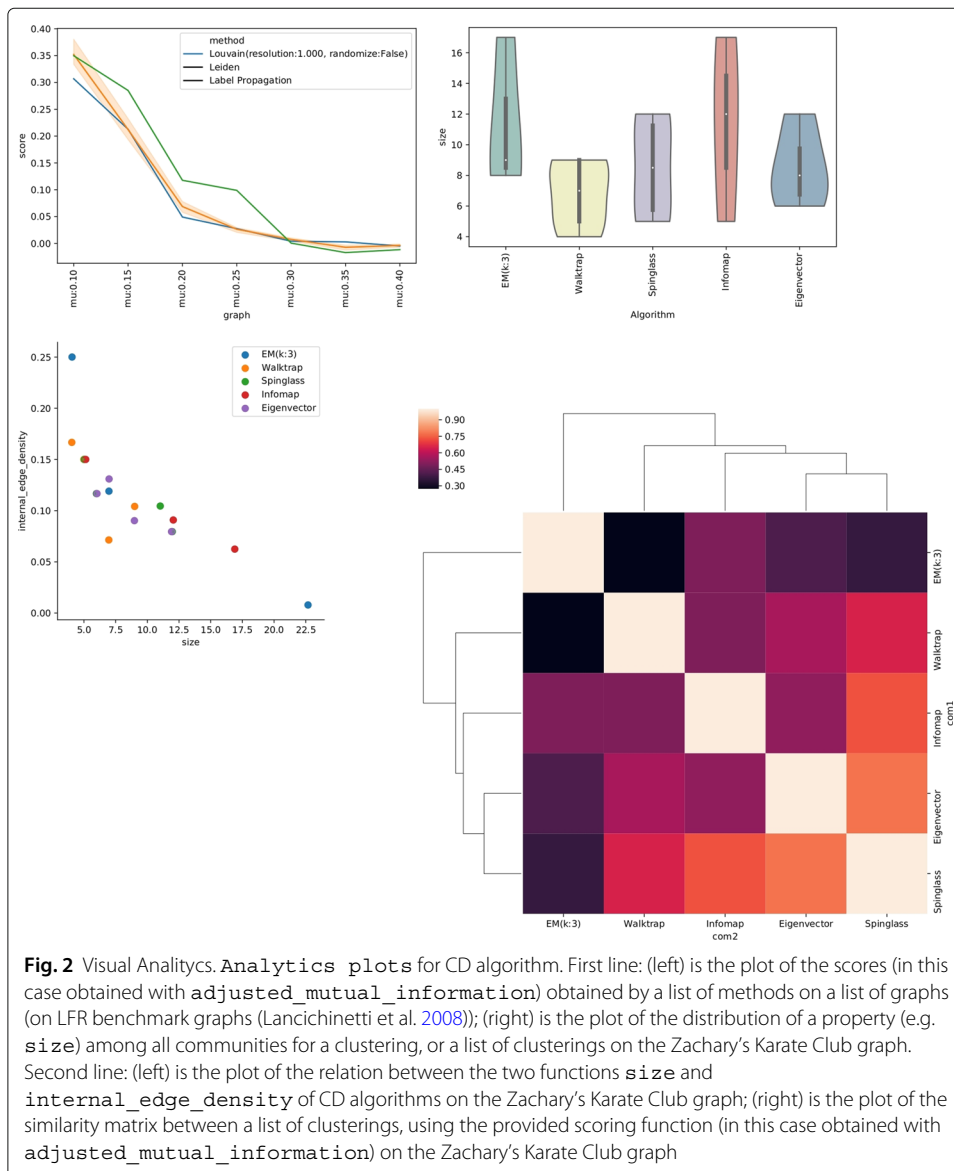 0.40
0.35
0.30
0.25
0.20
0.15
0.10
0.05
0.00
score
method
Louvain(resolution:1.000, randomize:False)
Leiden
Label Propagation
mu:0.10
mu:0.15
mu:0.20
mu:0.25
mu:0.30
mu:0.35
mu:0.40
graph
16
14
12
10
8
6
4
size
EM(k:3)
Walktrap
Spinglass
Infomap
Eigenvector
Algorithm
0.25
0.20
0.15
0.10
0.05
0.00
internal_edge_density
EM(k:3)
Walktrap
Spinglass
Infomap
Eigenvector
5.0 7.5 10.0 12.5 15.0 17.5 20.0 22.5
size
0.90
0.75
0.60
0.45
0.30
EM(k:3)
Walktrap
Infomap
Eigenvector
Spinglass
com1
EM(k:3) Walktrap Infomap Eigenvector Spinglass
com2
Fig. 2 Visual Analitycs. Analytics plots for CD algorithm. First line: (left) is the plot of the scores (in this
case obtained with adjusted_mutual_information) obtained by a list of methods on a list of graphs
(on LFR benchmark graphs (Lancichinetti et al. 2008)); (right) is the plot of the distribution of a property (e.g.
size) among all communities for a clustering, or a list of clusterings on the Zachary's Karate Club graph.
Second line: (left) is the plot of the relation between the two functions size and
internal_edge_density of CD algorithms on the Zachary's Karate Club graph; (right) is the plot of the
similarity matrix between a list of clusterings, using the provided scoring function (in this case obtained with
adjusted_mutual_information) on the Zachary's Karate Club graph